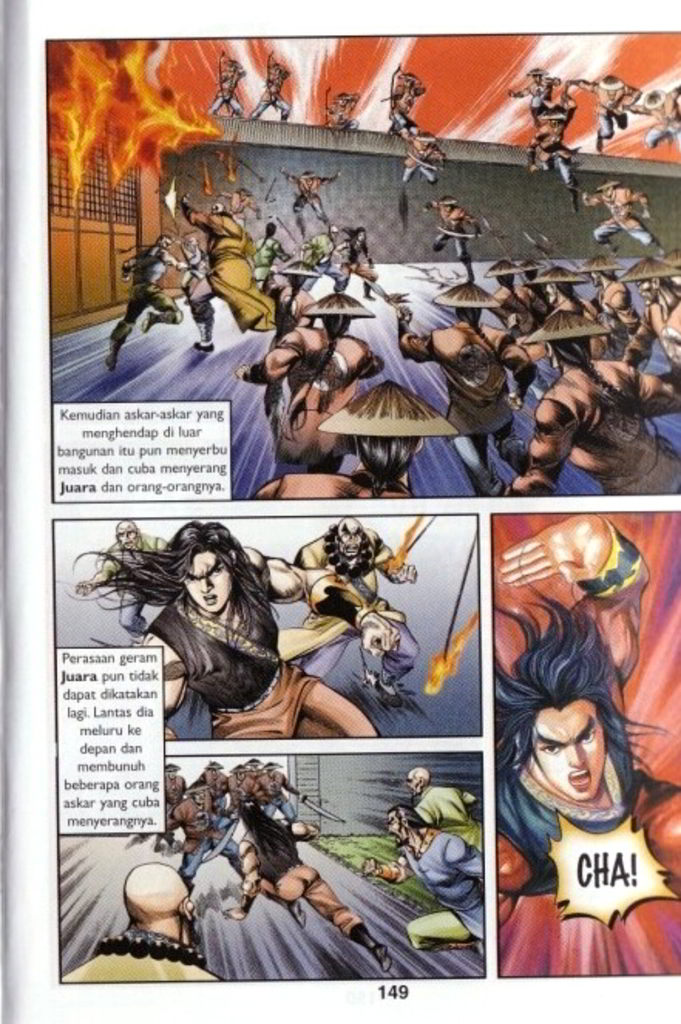 Kemudian askar-askar yang
menghendap di luar
bangunan itu pun menyerbu
masuk dan cuba menyerang
Juara dan orang-orangnya.
Perasaan geram
Juara pun tidak
dapat dikatakan
lagi. Lantas dia
meluru ke
depan dan
membunuh
beberapa orang
askar yang cuba
menyerangnya.
CHA!
149